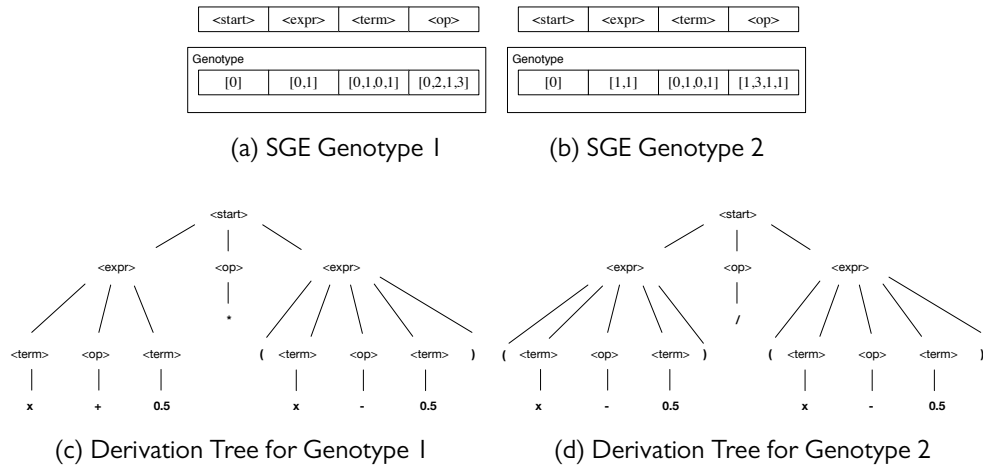 <start> <expr> <term> <op> <start> <expr> <term> <op>
Genotype Genotype
[0] [0,1] [0,1,0,1] [0,2,1,3] [0] [1,1] [0,1,0,1] [1,3,1,1]
(a) SGE Genotype 1 (b) SGE Genotype 2
<start> <start>
<expr> <op> <expr> <expr> <op> <expr>
* /
<term> <op> <term> ( <term> <op> <term> ) ( <term> <op> <term> ) ( <term> <op> <term> )
x + 0.5 x - 0.5 x - 0.5 x - 0.5
(c) Derivation Tree for Genotype 1 (d) Derivation Tree for Genotype 2